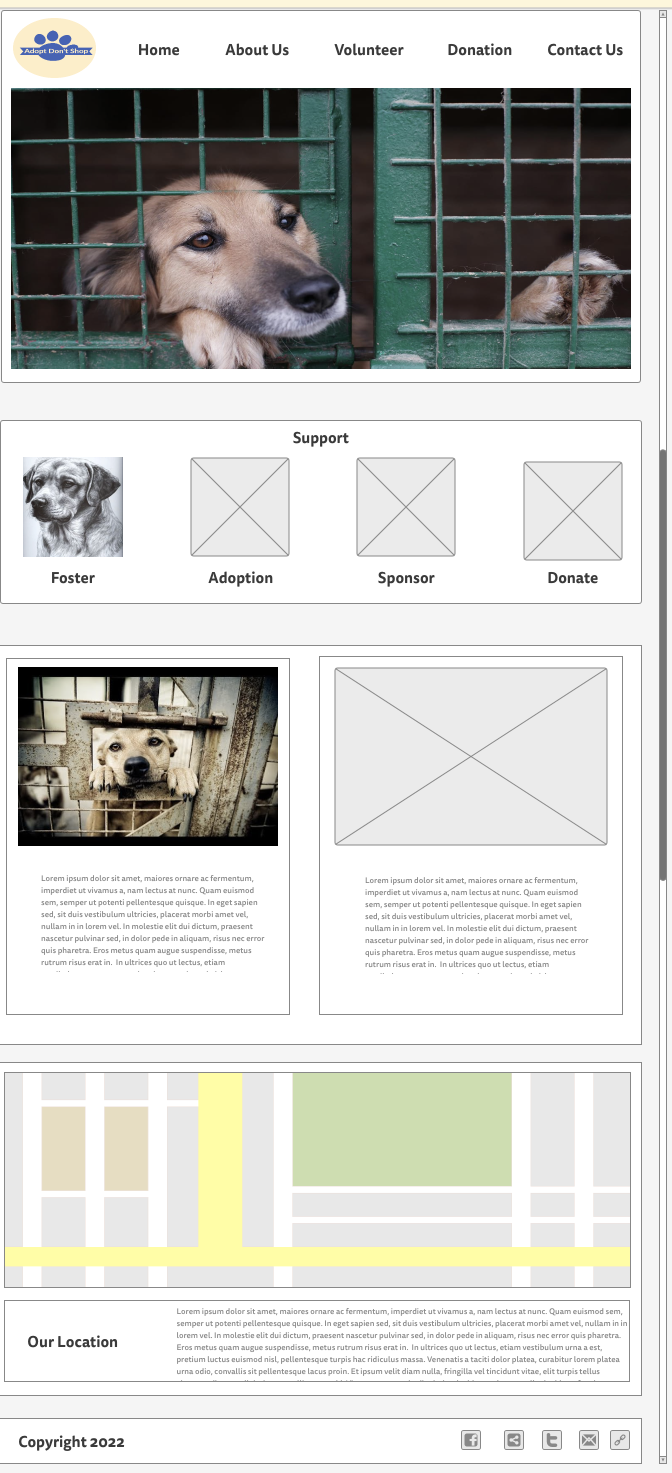 Adopt Don't Shop
Home About Us Volunteer Donation Contact Us
Support
Foster Adoption Sponsor Donate
Lorem ipsum dolor sit amet, maiores ornare ac fermentum,
imperdiet ut vivamus a, nam lectus at nunc. Quam euismod
sem, semper ut potenti pellentesque quisque. In eget sapien
sed, sit duis vestibulum ultricies, placerat morbi amet vel,
nullam in in lorem vel. In molestie elit dui dictum, praesent
nascetur pulvinar sed, in dolor pede in aliquam, risus nec error
quis pharetra. Eros metus quam augue suspendisse, metus
rutrum risus erat in. In ultrices quo ut lectus, etiam
Lorem ipsum dolor sit amet, maiores ornare ac fermentum,
imperdiet ut vivamus a, nam lectus at nunc. Quam euismod
sem, semper ut potenti pellentesque quisque. In eget sapien
sed, sit duis vestibulum ultricies, placerat morbi amet vel,
nullam in in lorem vel. In molestie elit dui dictum, praesent
nascetur pulvinar sed, in dolor pede in aliquam, risus nec error
quis pharetra. Eros metus quam augue suspendisse, metus
rutrum risus erat in. In ultrices quo ut lectus, etiam
Our Location
Lorem ipsum dolor sit amet, maiores ornare ac fermentum, imperdiet ut vivamus a, nam lectus at nunc. Quam euismod sem,
semper ut potenti pellentesque quisque. In eget sapien sed, sit duis vestibulum ultricies, placerat morbi amet vel, nullam in in
lorem vel. In molestie elit dui dictum, praesent nascetur pulvinar sed, in dolor pede in aliquam, risus nec error quis pharetra.
Eros metus quam augue suspendisse, metus rutrum risus erat in. In ultrices quo ut lectus, etiam vestibulum urna a est,
pretium luctus euismod nisl, pellentesque turpis hac ridiculus massa. Venenatis a taciti dolor platea, curabitur lorem platea
urna odio, convallis sit pellentesque lacus proin. Et ipsum velit diam nulla, fringilla vel tincidunt vitae, elit turpis tellus
Copyright 2022